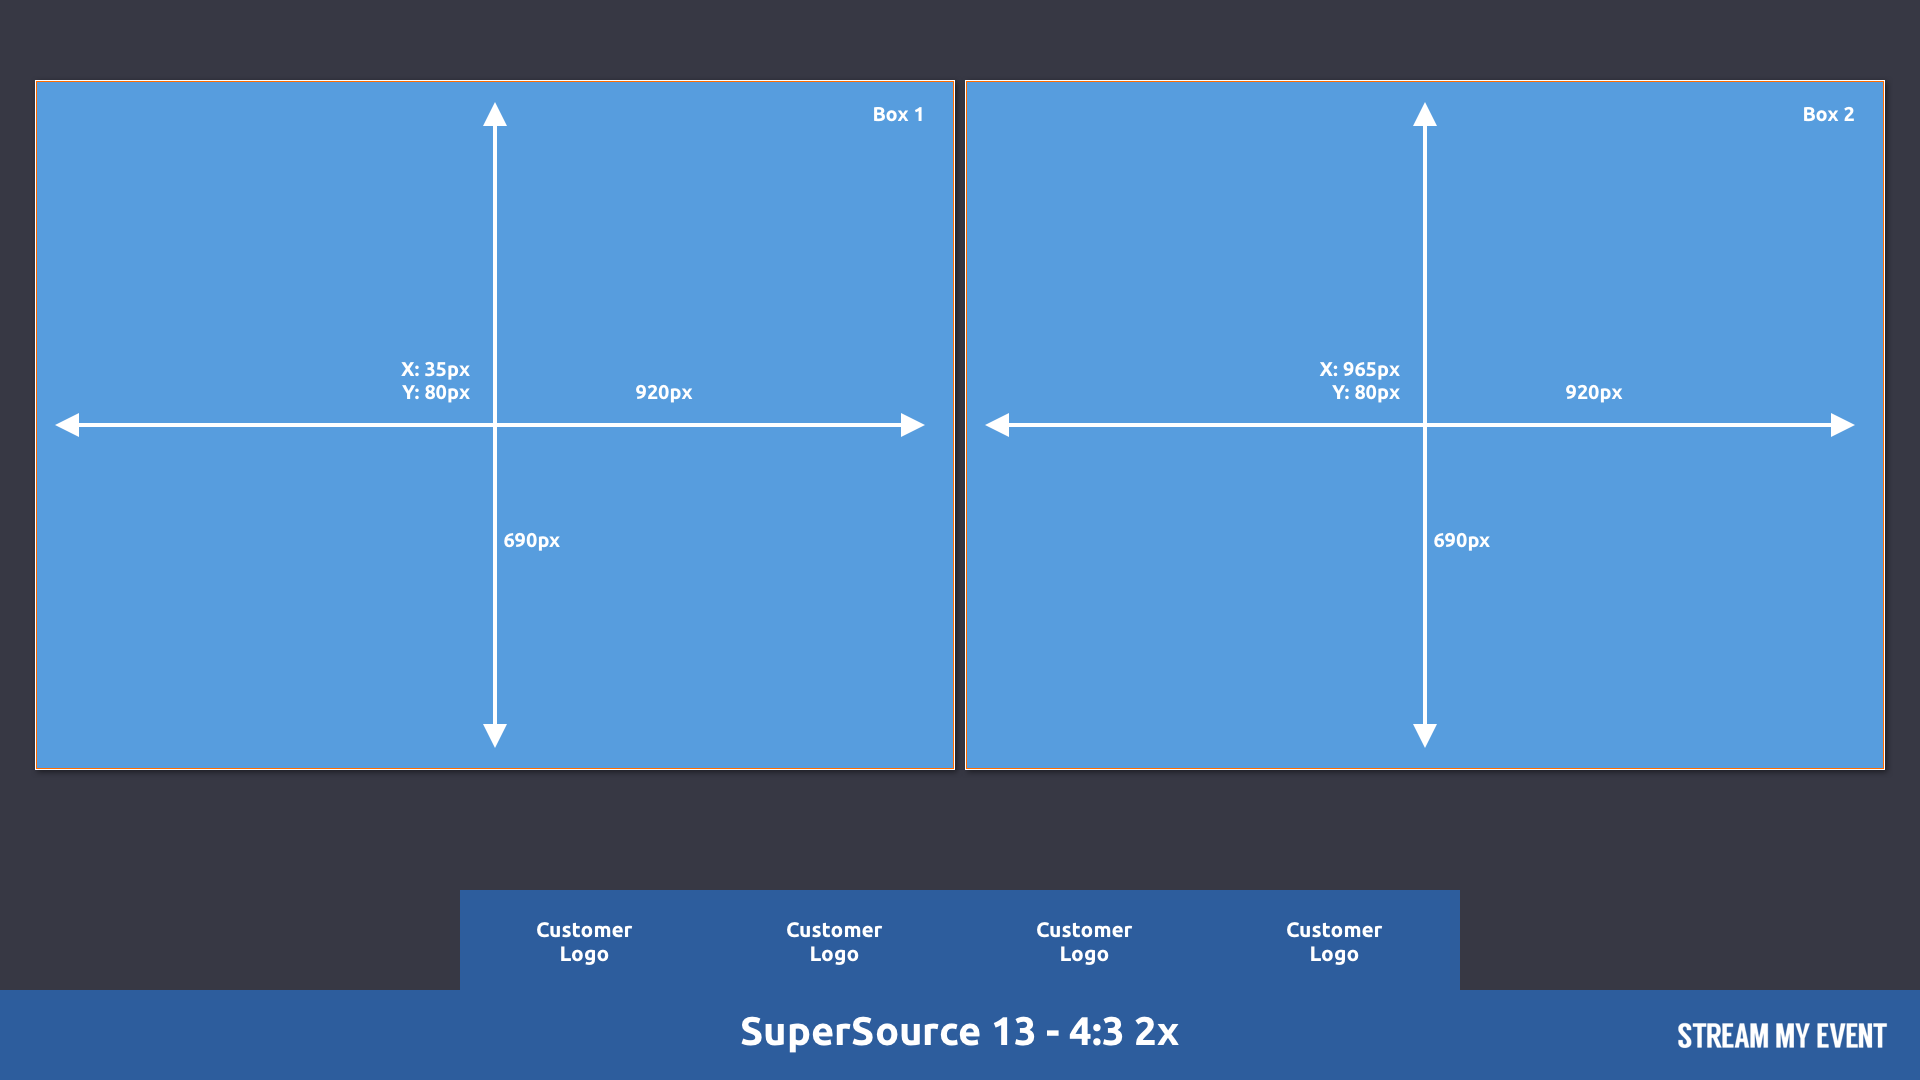 Box 1
X: 35px
Y: 80px
920px
690px
Box 2
X: 965px
Y: 80px
920px
690px
Customer
Logo
Customer
Logo
Customer
Logo
Customer
Logo
SuperSource 13 - 4:3 2x
STREAM MY EVENT